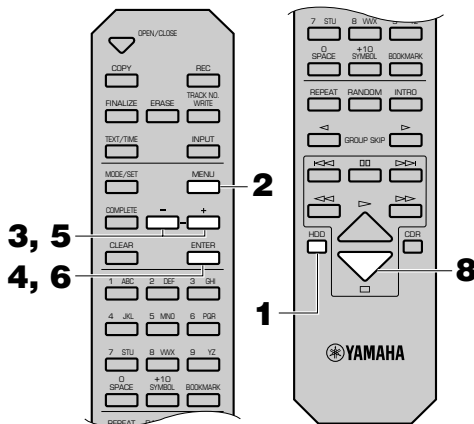 OPEN/CLOSE
COPY REC
FINALIZE ERASE TRACK NO. WRITE
TEXT/TIME INPUT
MODE/SET MENU
2
COMPLETE – +
3, 5
CLEAR ENTER
4, 6
1 ABC 2 DEF 3 GHI
4 JKL 5 MNO 6 PQR
7 STU 8 VWX 9 YZ
0 SPACE +10 SYMBOL BOOKMARK
REPEAT
7 STU 8 VWX
0 SPACE +10 SYMBOL BOOKMARK
REPEAT RANDOM INTRO
GROUP SKIP
HDD CDR
1
8
YAMAHA